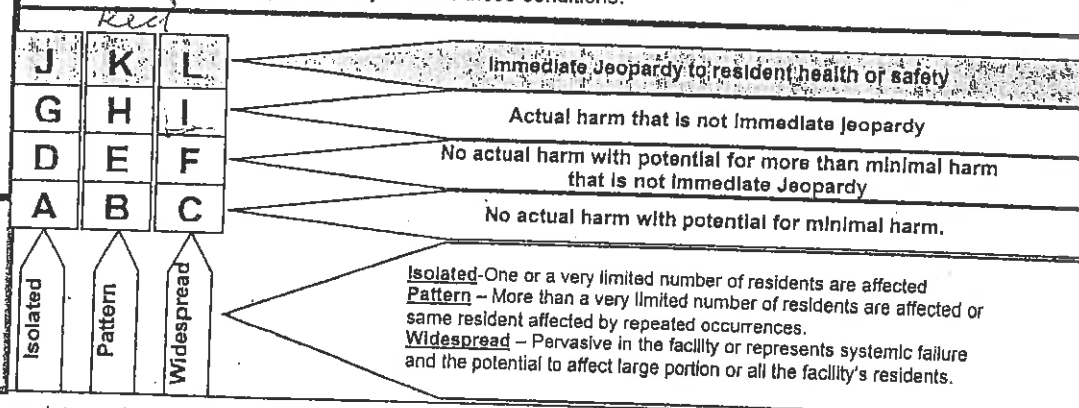 these conditions.
Red
J K L Immediate Jeopardy to resident health or safety
G H I Actual harm that is not Immediate Jeopardy
D E F No actual harm with potential for more than minimal harm
that is not Immediate Jeopardy
A B C No actual harm with potential for minimal harm.
Isolated
Pattern
Widespread
Isolated-One or a very limited number of residents are affected
Pattern – More than a very limited number of residents are affected or
same resident affected by repeated occurrences.
Widespread – Pervasive in the facility or represents systemic failure
and the potential to affect large portion or all the facility's residents.